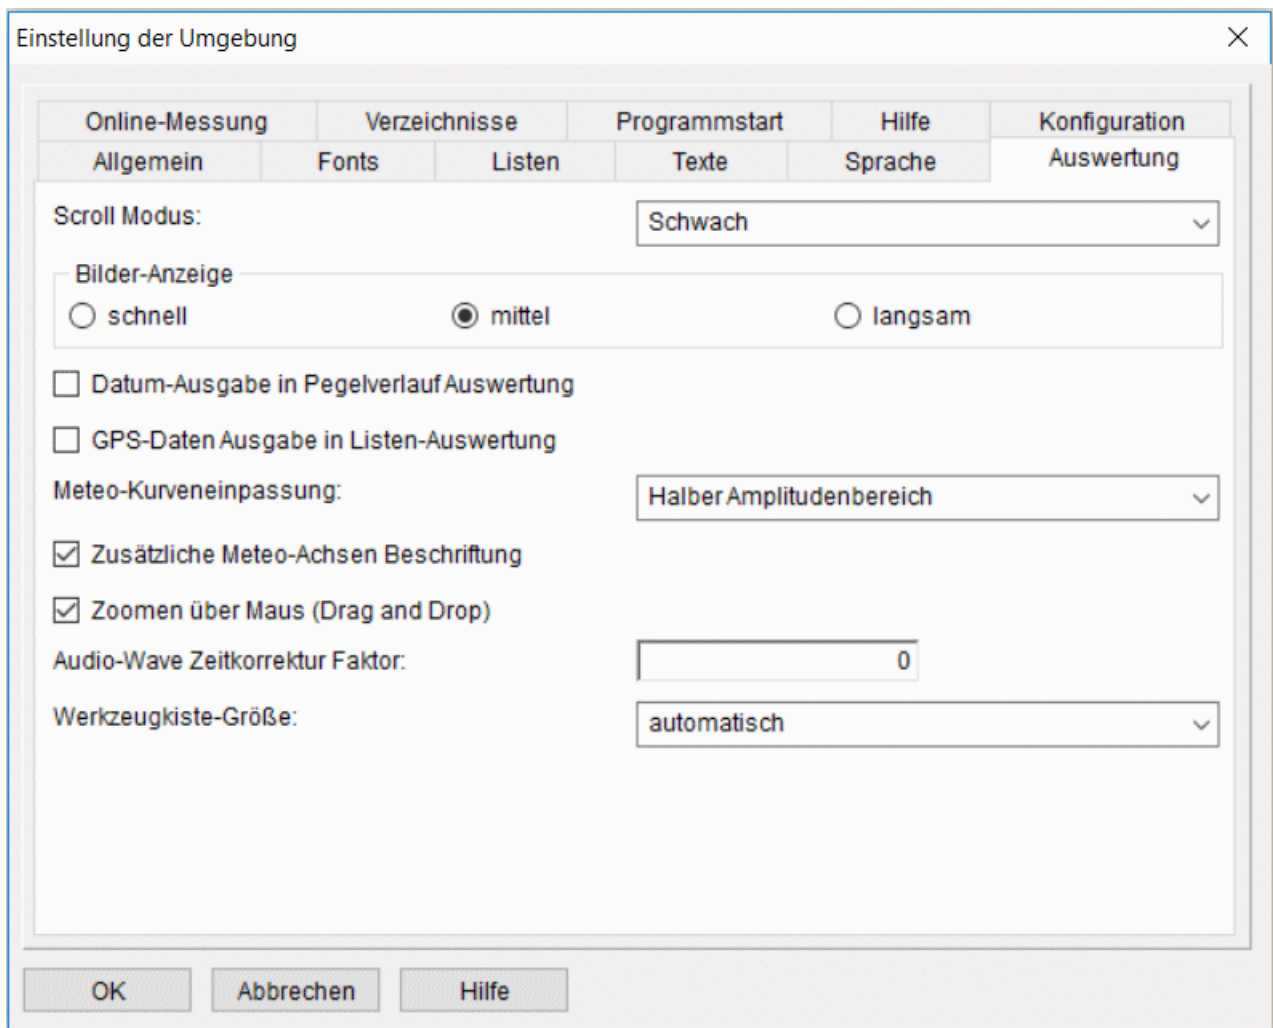 Einstellung der Umgebung
Online-Messung Verzeichnisse Programmstart Hilfe Konfiguration
Allgemein Fonts Listen Texte Sprache Auswertung
Scroll Modus: Schwach
Bilder-Anzeige
schnell mittel langsam
Datum-Ausgabe in Pegelverlauf Auswertung
GPS-Daten Ausgabe in Listen-Auswertung
Meteo-Kurveneinpassung: Halber Amplitudenbereich
Zusätzliche Meteo-Achsen Beschriftung
Zoomen über Maus (Drag and Drop)
Audio-Wave Zeitkorrektur Faktor: 0
Werkzeugkiste-Größe: automatisch
OK Abbrechen Hilfe